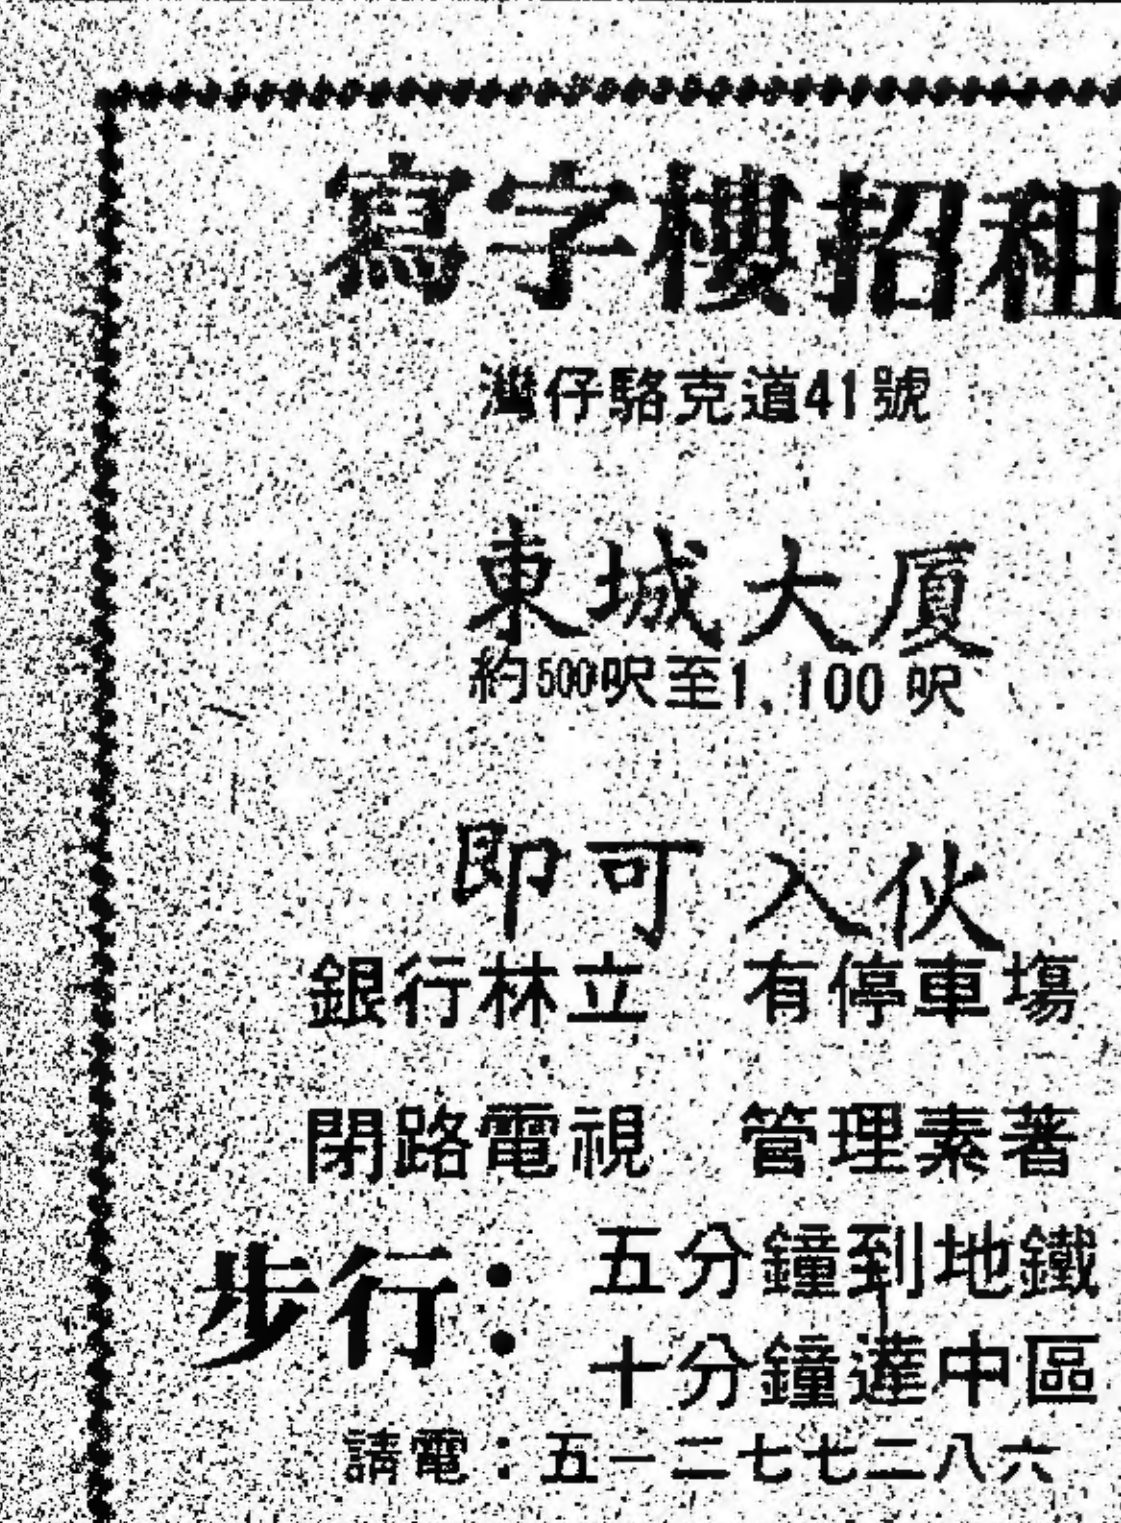 寫字樓招租
灣仔駱克道41號
東城大厦
約500呎至1,100呎
即可入伙
銀行林立 有停車場
閉路電視 管理素著
步行：五分鐘到地鐵
十分鐘達中區
請電：五－二七七二八六